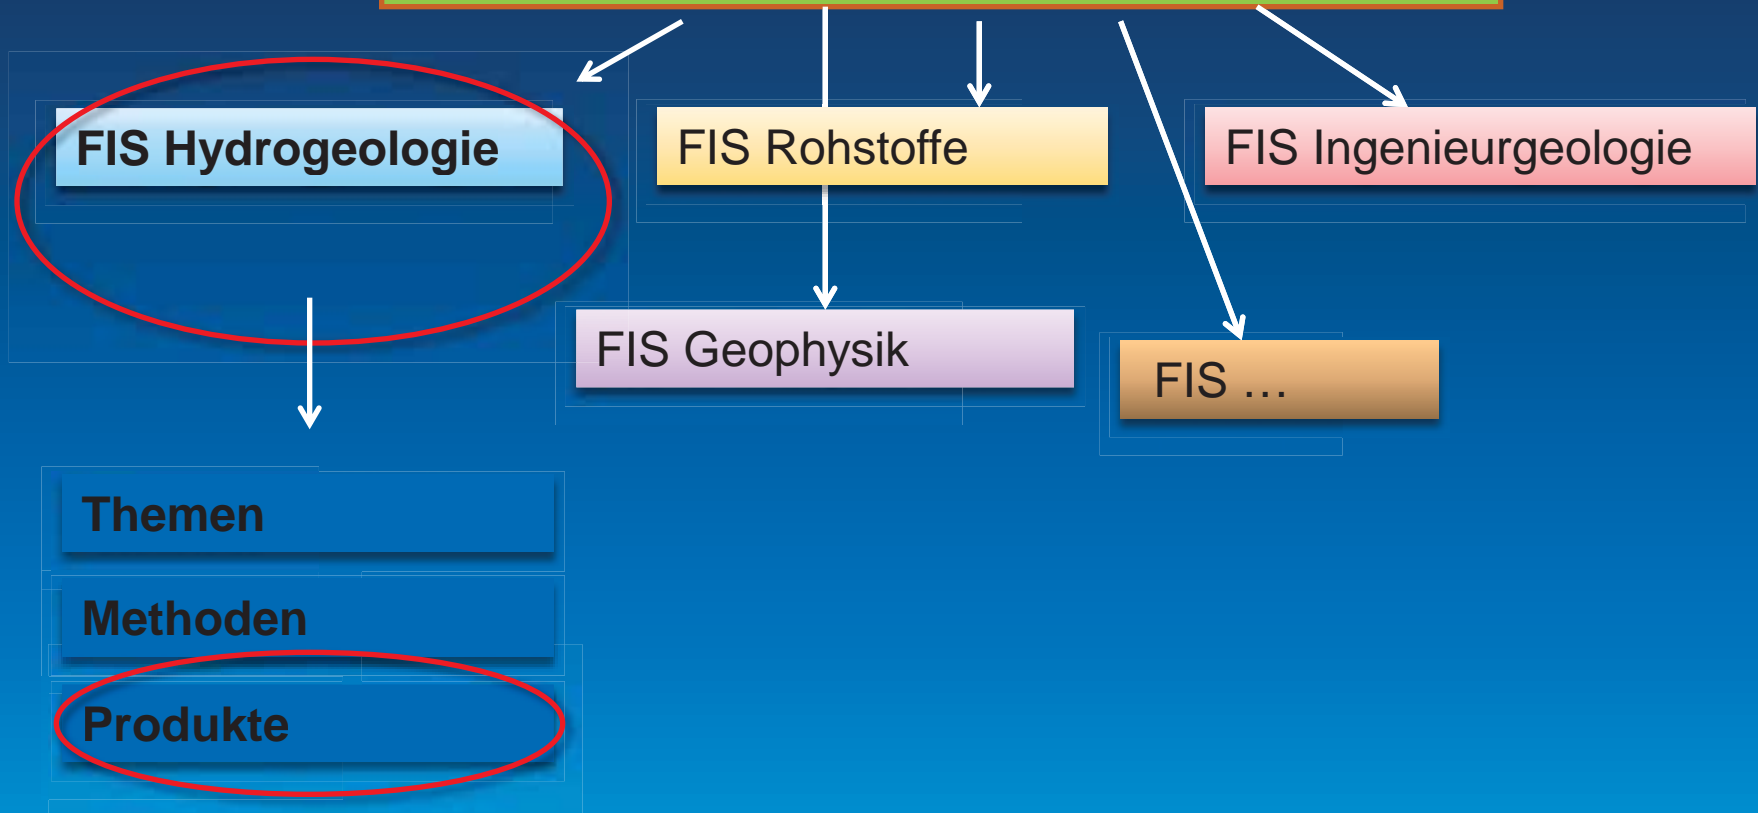 FIS Hydrogeologie
FIS Rohstoffe
FIS Ingenieurgeologie
FIS Geophysik
FIS …
Themen
Methoden
Produkte